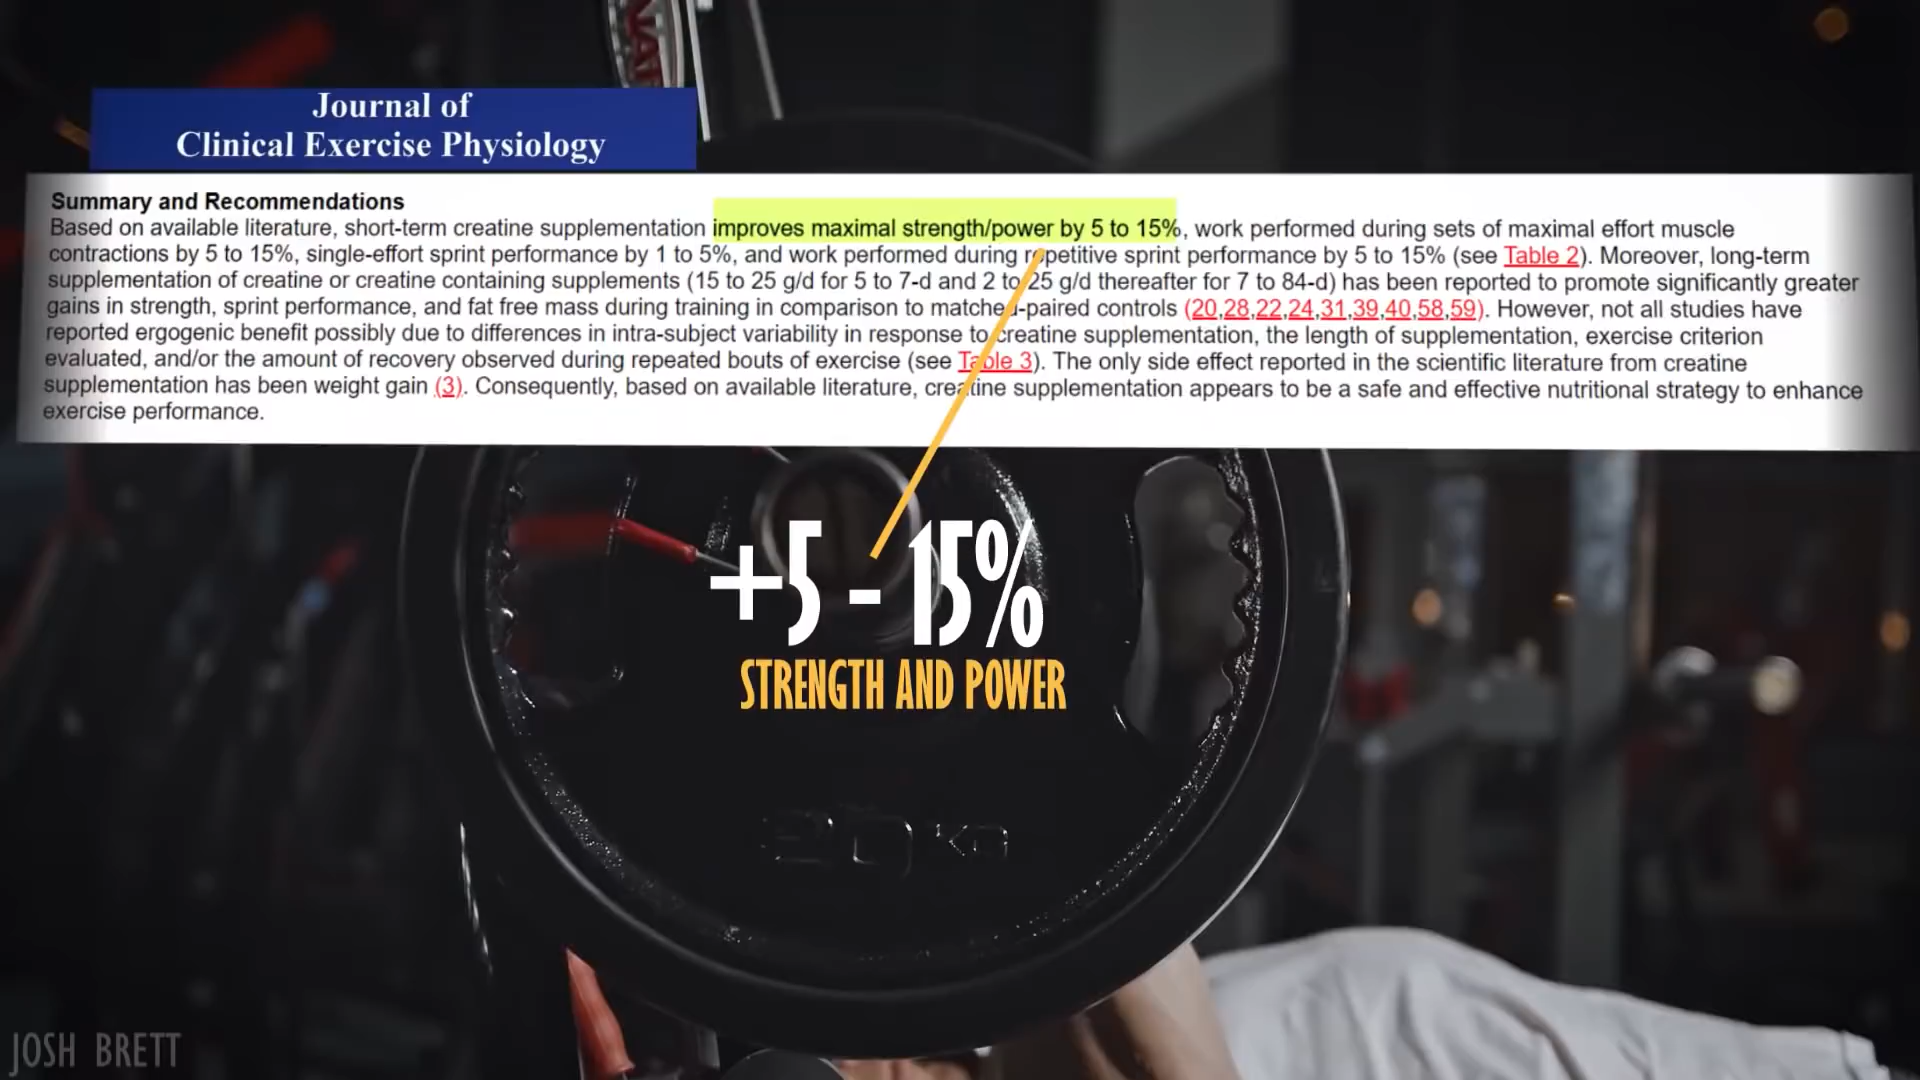 Journal of
Clinical Exercise Physiology
Summary and Recommendations
Based on available literature, short-term creatine supplementation improves maximal strength/power by 5 to 15%, work performed during sets of maximal effort muscle
contractions by 5 to 15%, single-effort sprint performance by 1 to 5%, and work performed during repetitive sprint performance by 5 to 15% (see Table 2). Moreover, long-term
supplementation of creatine or creatine containing supplements (15 to 25 g/d for 5 to 7-d and 2 to 25 g/d thereafter for 7 to 84-d) has been reported to promote significantly greater
gains in strength, sprint performance, and fat free mass during training in comparison to matched-paired controls (20,28,22,24,31,39,40,58,59). However, not all studies have
reported ergogenic benefit possibly due to differences in intra-subject variability in response to creatine supplementation, the length of supplementation, exercise criterion
evaluated, and/or the amount of recovery observed during repeated bouts of exercise (see Table 3). The only side effect reported in the scientific literature from creatine
supplementation has been weight gain (3). Consequently, based on available literature, creatine supplementation appears to be a safe and effective nutritional strategy to enhance
exercise performance.
+5 - 15%
STRENGTH AND POWER
20 KG
JOSH BRETT